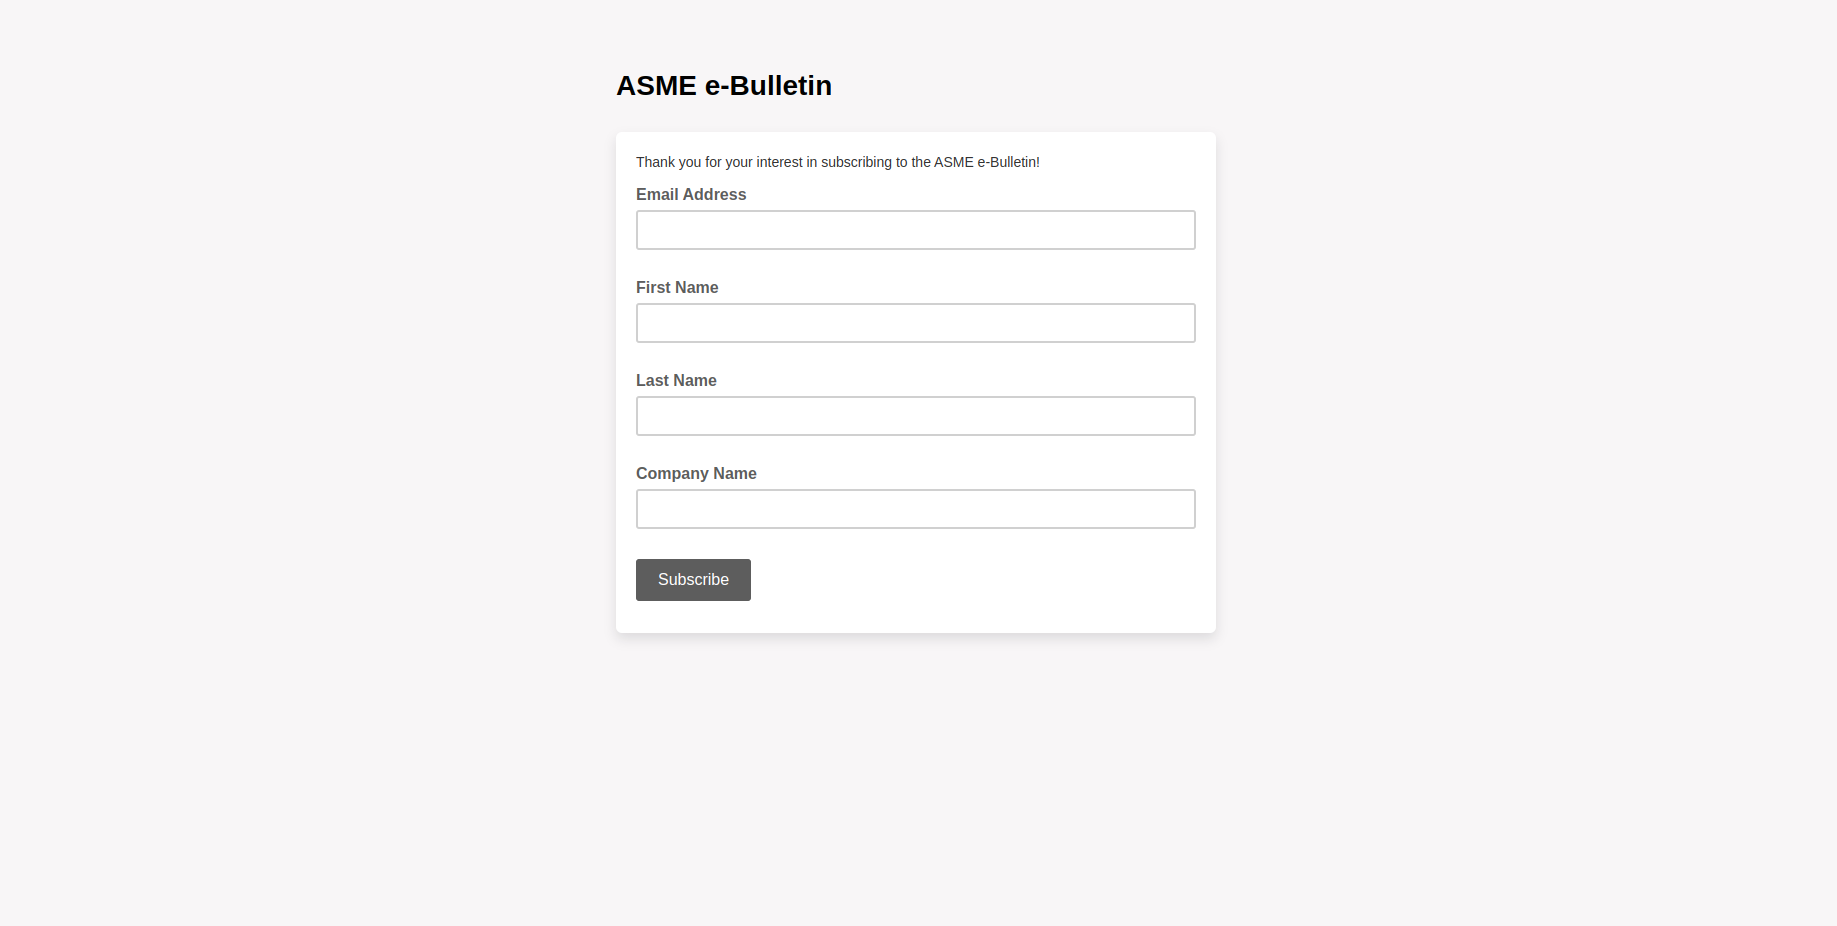 ASME e-Bulletin
Thank you for your interest in subscribing to the ASME e-Bulletin!
Email Address
First Name
Last Name
Company Name
Subscribe